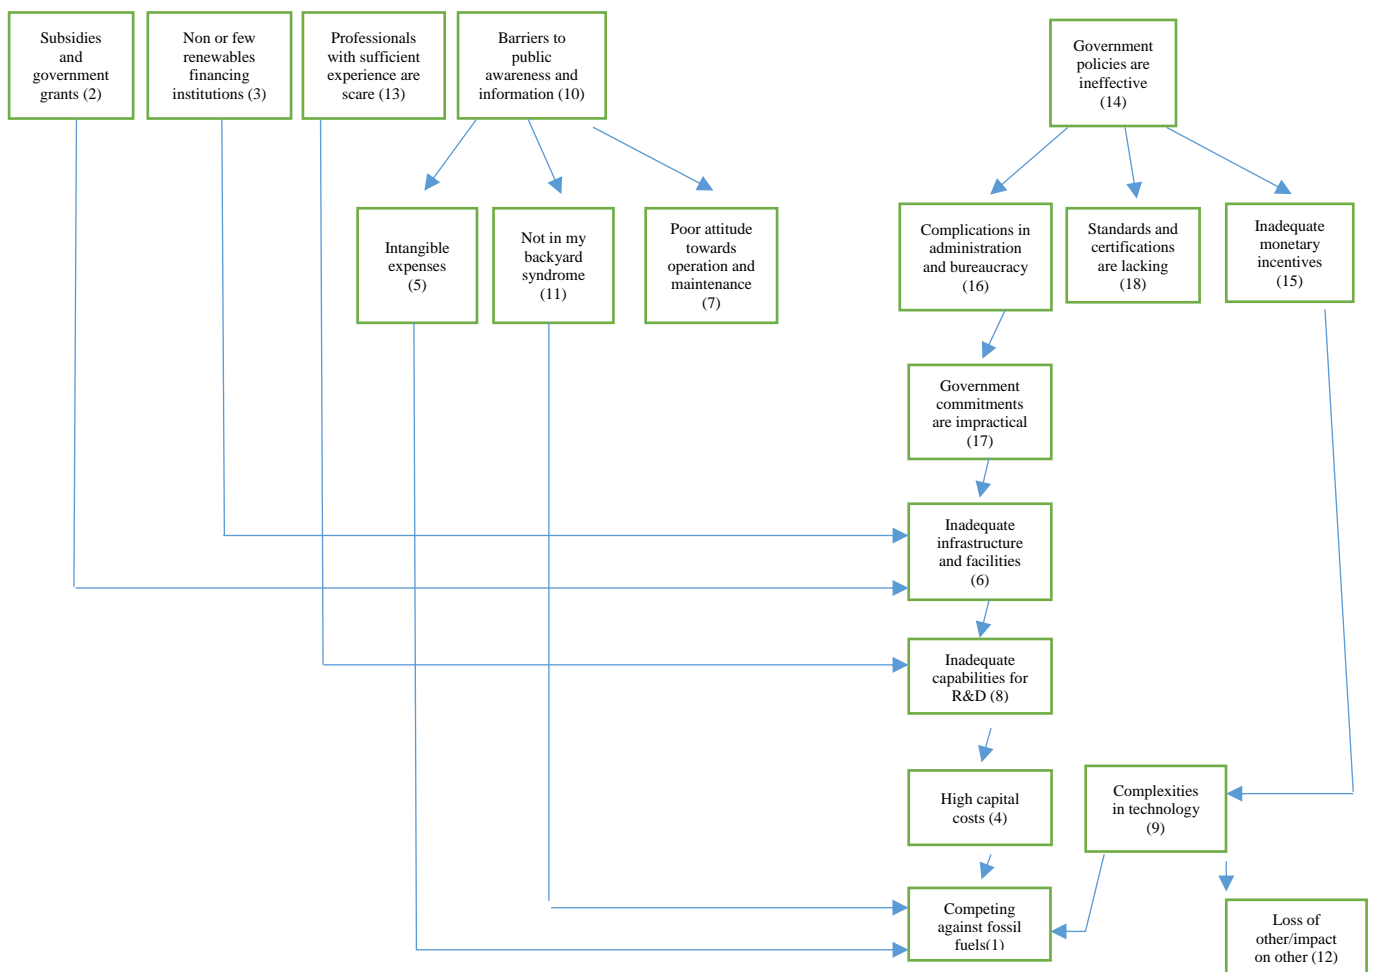 Subsidies
and
government
grants (2)
Non or few
renewables
financing
institutions (3)
Professionals
with sufficient
experience are
scare (13)
Barriers to
public
awareness and
information (10)
Government
policies are
ineffective
(14)
Intangible
expenses
(5)
Not in my
backyard
syndrome
(11)
Poor attitude
towards
operation and
maintenance
(7)
Complications in
administration
and bureaucracy
(16)
Standards and
certifications
are lacking
(18)
Inadequate
monetary
incentives
(15)
Government
commitments
are impractical
(17)
Inadequate
infrastructure
and facilities
(6)
Inadequate
capabilities for
R&D (8)
High capital
costs (4)
Complexities
in technology
(9)
Competing
against fossil
fuels(1)
Loss of
other/impact
on other (12)